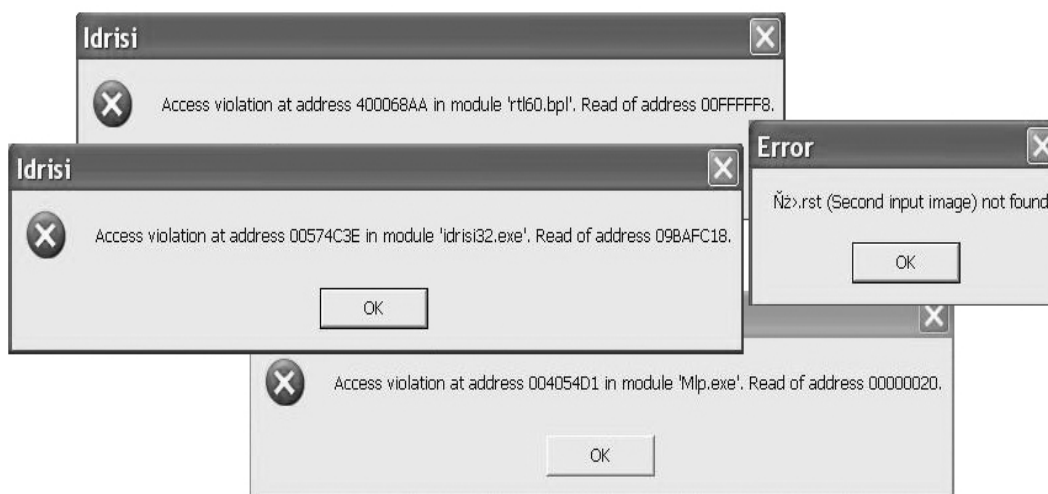 Idrisi
Access violation at address 400068AA in module 'rtl60.bpl'. Read of address 00FFFFF8.
Idrisi
Access violation at address 00574C3E in module 'idrisi32.exe'. Read of address 09BAFC18.
OK
Error
Ňż›.rst (Second input image) not found
OK
Access violation at address 004054D1 in module 'Mlp.exe'. Read of address 00000020.
OK